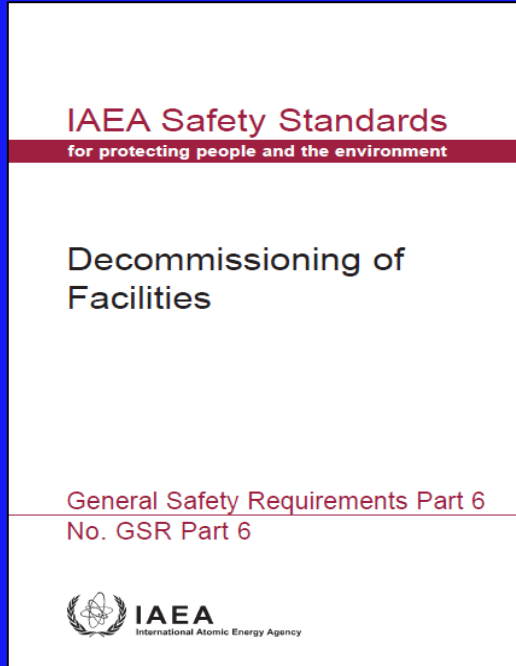 IAEA Safety Standards
for protecting people and the environment
Decommissioning of
Facilities
General Safety Requirements Part 6
No. GSR Part 6
IAEA
International Atomic Energy Agency